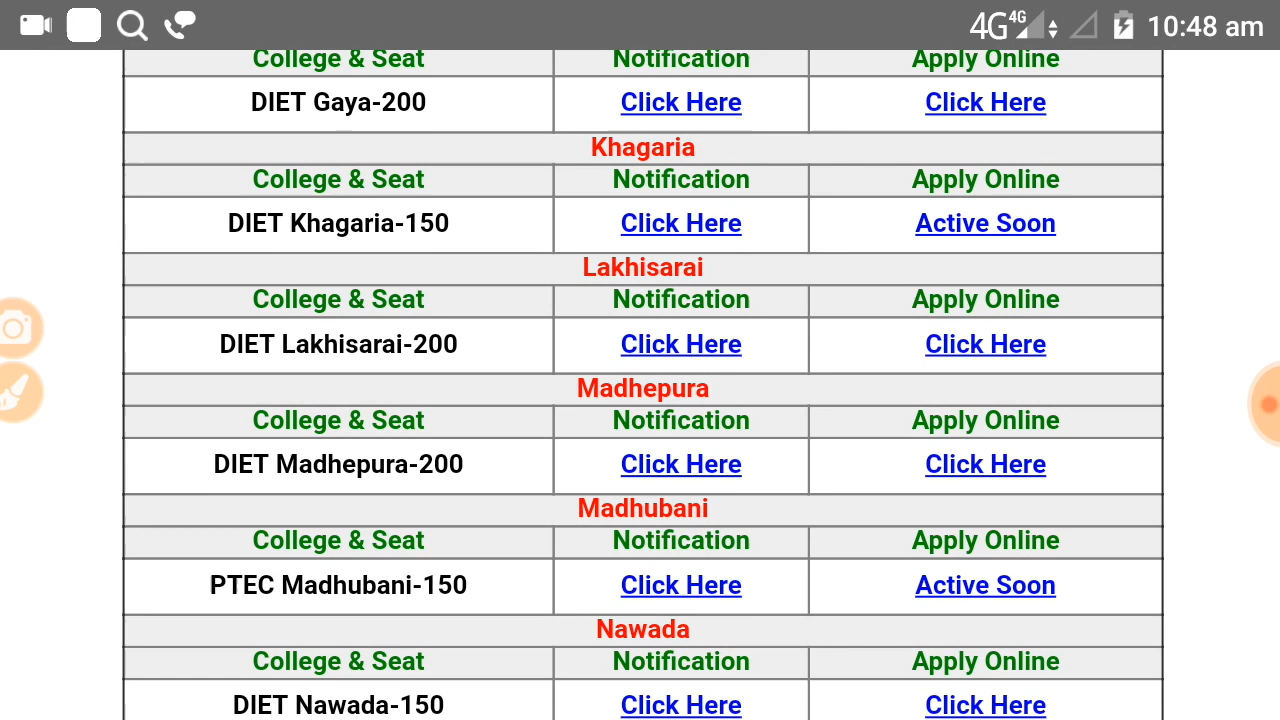 4G 4G 10:48 am
College & Seat Notification Apply Online
DIET Gaya-200 Click Here Click Here
Khagaria
College & Seat Notification Apply Online
DIET Khagaria-150 Click Here Active Soon
Lakhisarai
College & Seat Notification Apply Online
DIET Lakhisarai-200 Click Here Click Here
Madhepura
College & Seat Notification Apply Online
DIET Madhepura-200 Click Here Click Here
Madhubani
College & Seat Notification Apply Online
PTEC Madhubani-150 Click Here Active Soon
Nawada
College & Seat Notification Apply Online
DIET Nawada-150 Click Here Click Here